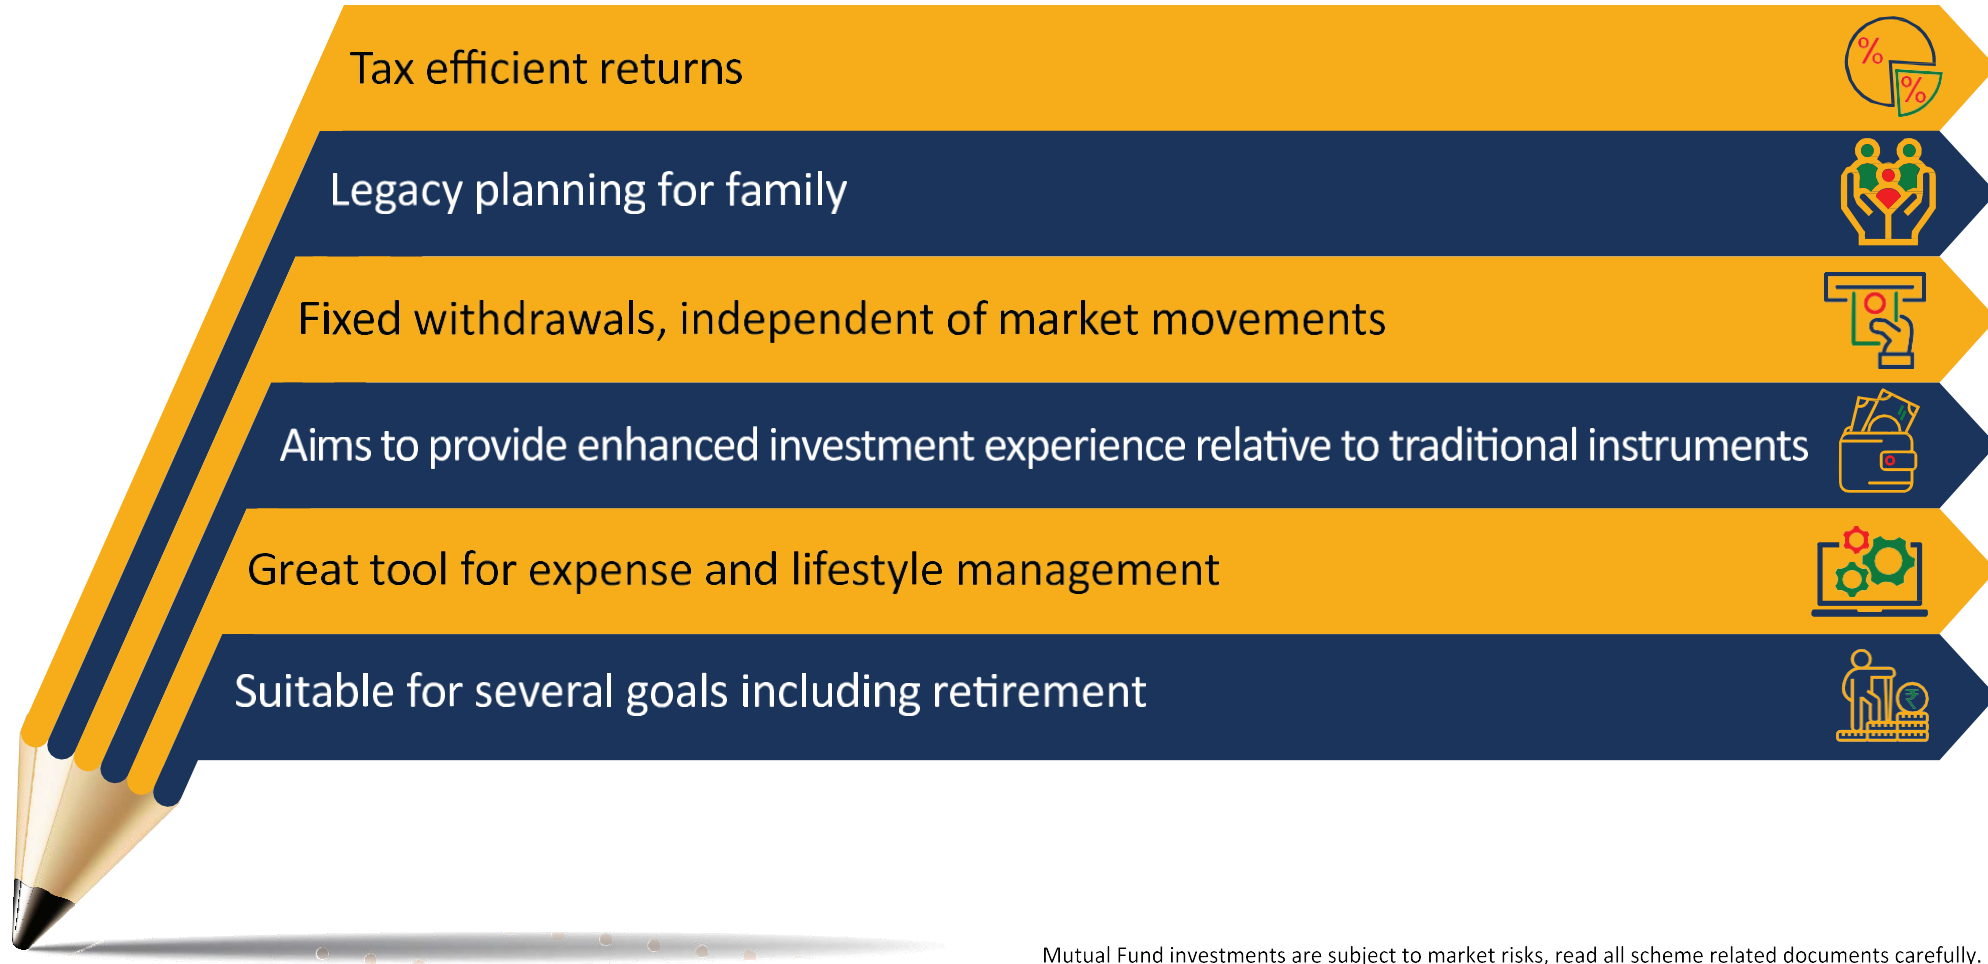 Tax efficient returns
%
%
Legacy planning for family
Fixed withdrawals, independent of market movements
Aims to provide enhanced investment experience relative to traditional instruments
Great tool for expense and lifestyle management
Suitable for several goals including retirement
₹
Mutual Fund investments are subject to market risks, read all scheme related documents carefully.